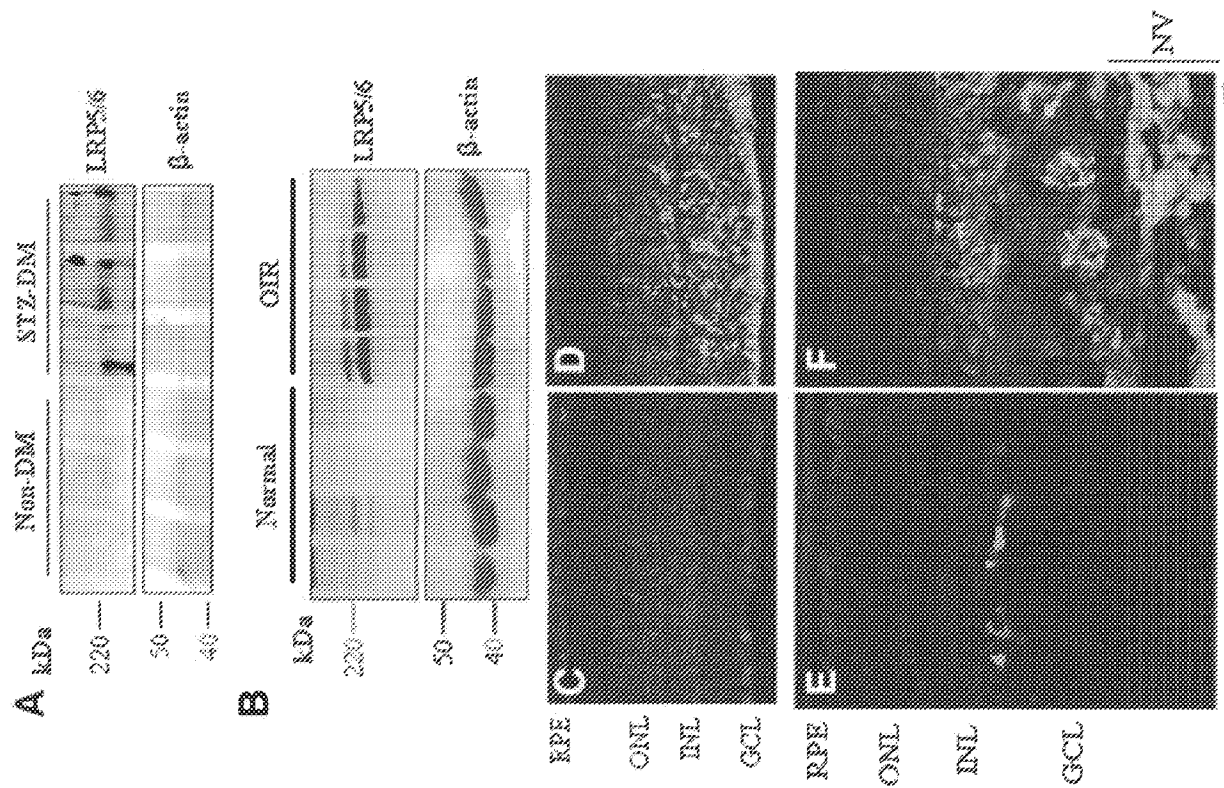 A
Non-DM STZ-DM
kDa
220
LRP5/6
50
40
β-actin
B
Normal OIR
kDa
220
LRP5/6
50
40
β-actin
C
D
RPE
ONL
INL
GCL
E
F
RPE
ONL
INL
GCL
NV